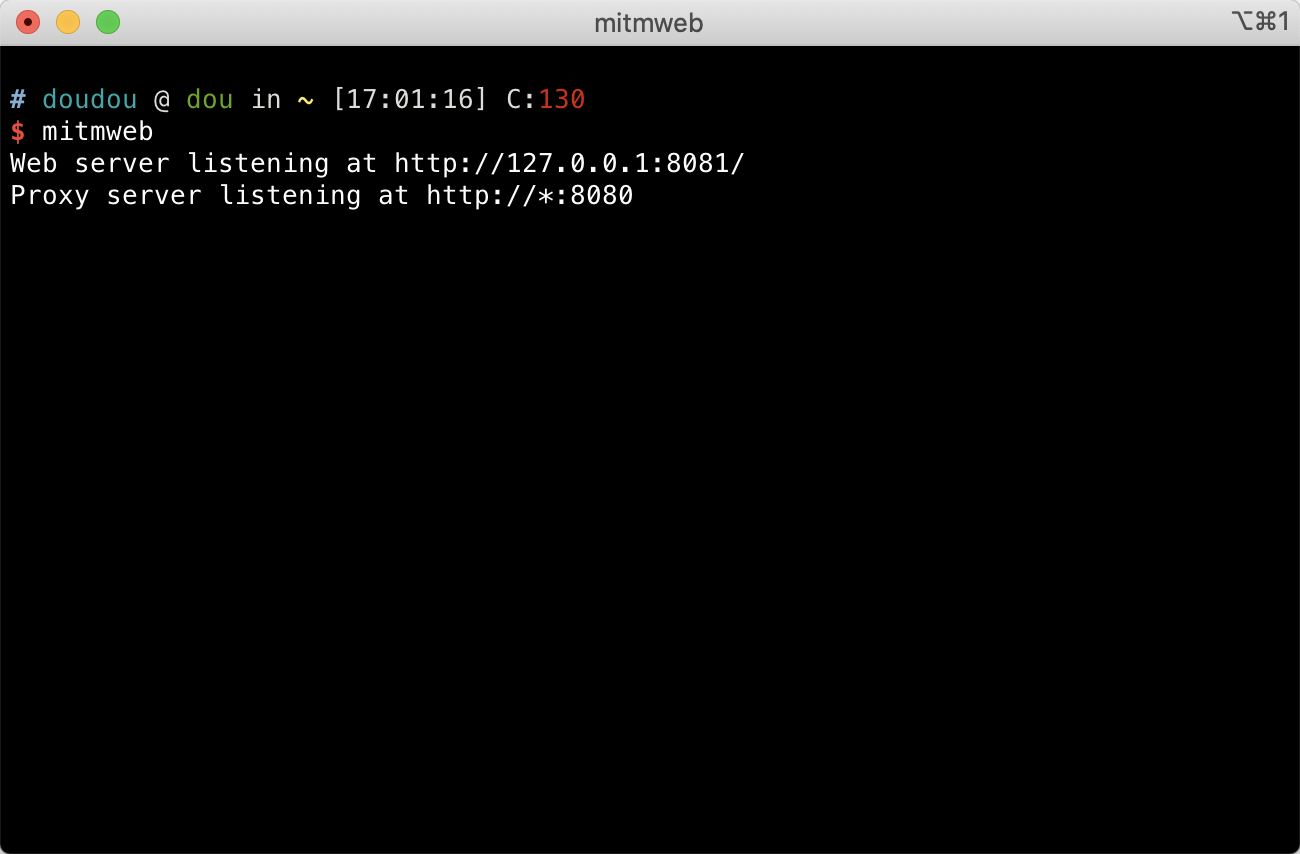 mitmweb
⌥⌘1
# doudou @ dou in ~ [17:01:16] C:130
$ mitmweb
Web server listening at http://127.0.0.1:8081/
Proxy server listening at http://*:8080